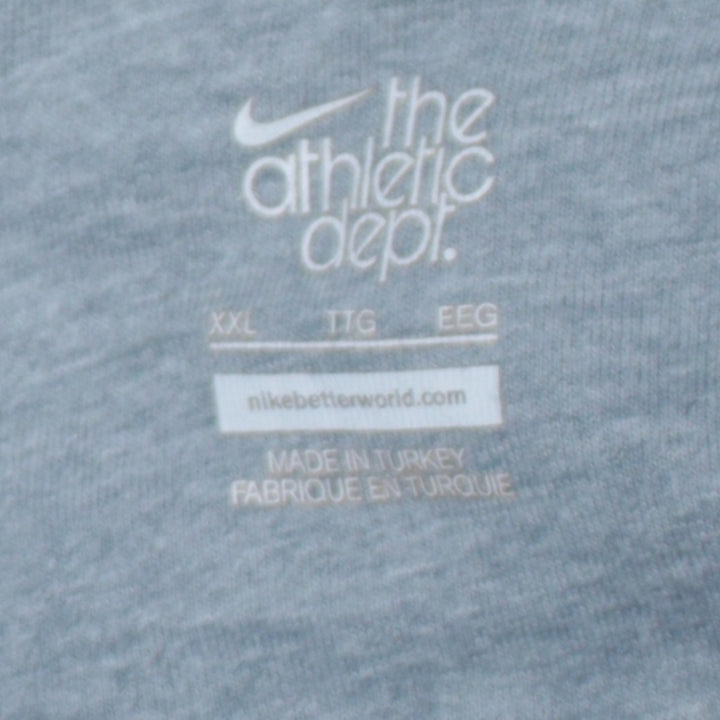 the
athletic
dept.
XXL TTG EEG
nikebetterworld.com
MADE IN TURKEY
FABRIQUE EN TURQUIE